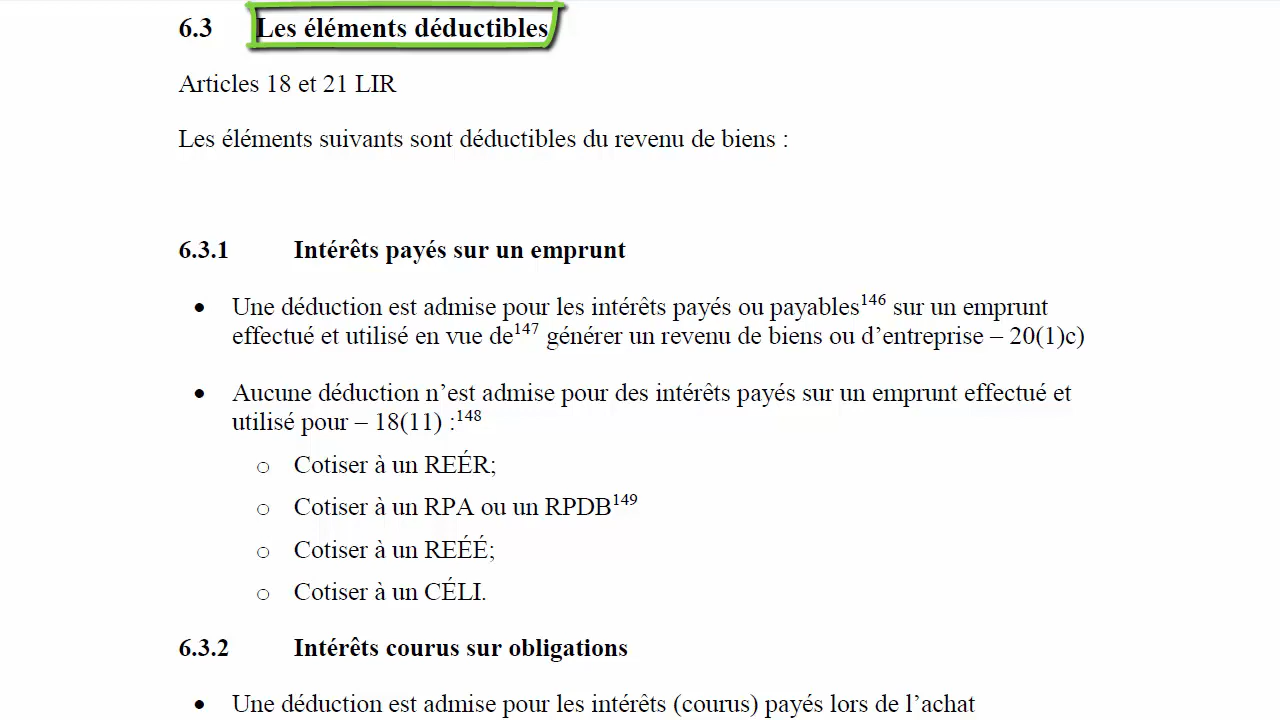 6.3 Les éléments déductibles
Articles 18 et 21 LIR
Les éléments suivants sont déductibles du revenu de biens :
6.3.1 Intérêts payés sur un emprunt
• Une déduction est admise pour les intérêts payés ou payables146 sur un emprunt
effectué et utilisé en vue de147 générer un revenu de biens ou d’entreprise – 20(1)c)
• Aucune déduction n’est admise pour des intérêts payés sur un emprunt effectué et
utilisé pour – 18(11) :148
o Cotiser à un REÉR;
o Cotiser à un RPA ou un RPDB149
o Cotiser à un REÉÉ;
o Cotiser à un CÉLI.
6.3.2 Intérêts courus sur obligations
• Une déduction est admise pour les intérêts (courus) payés lors de l’achat